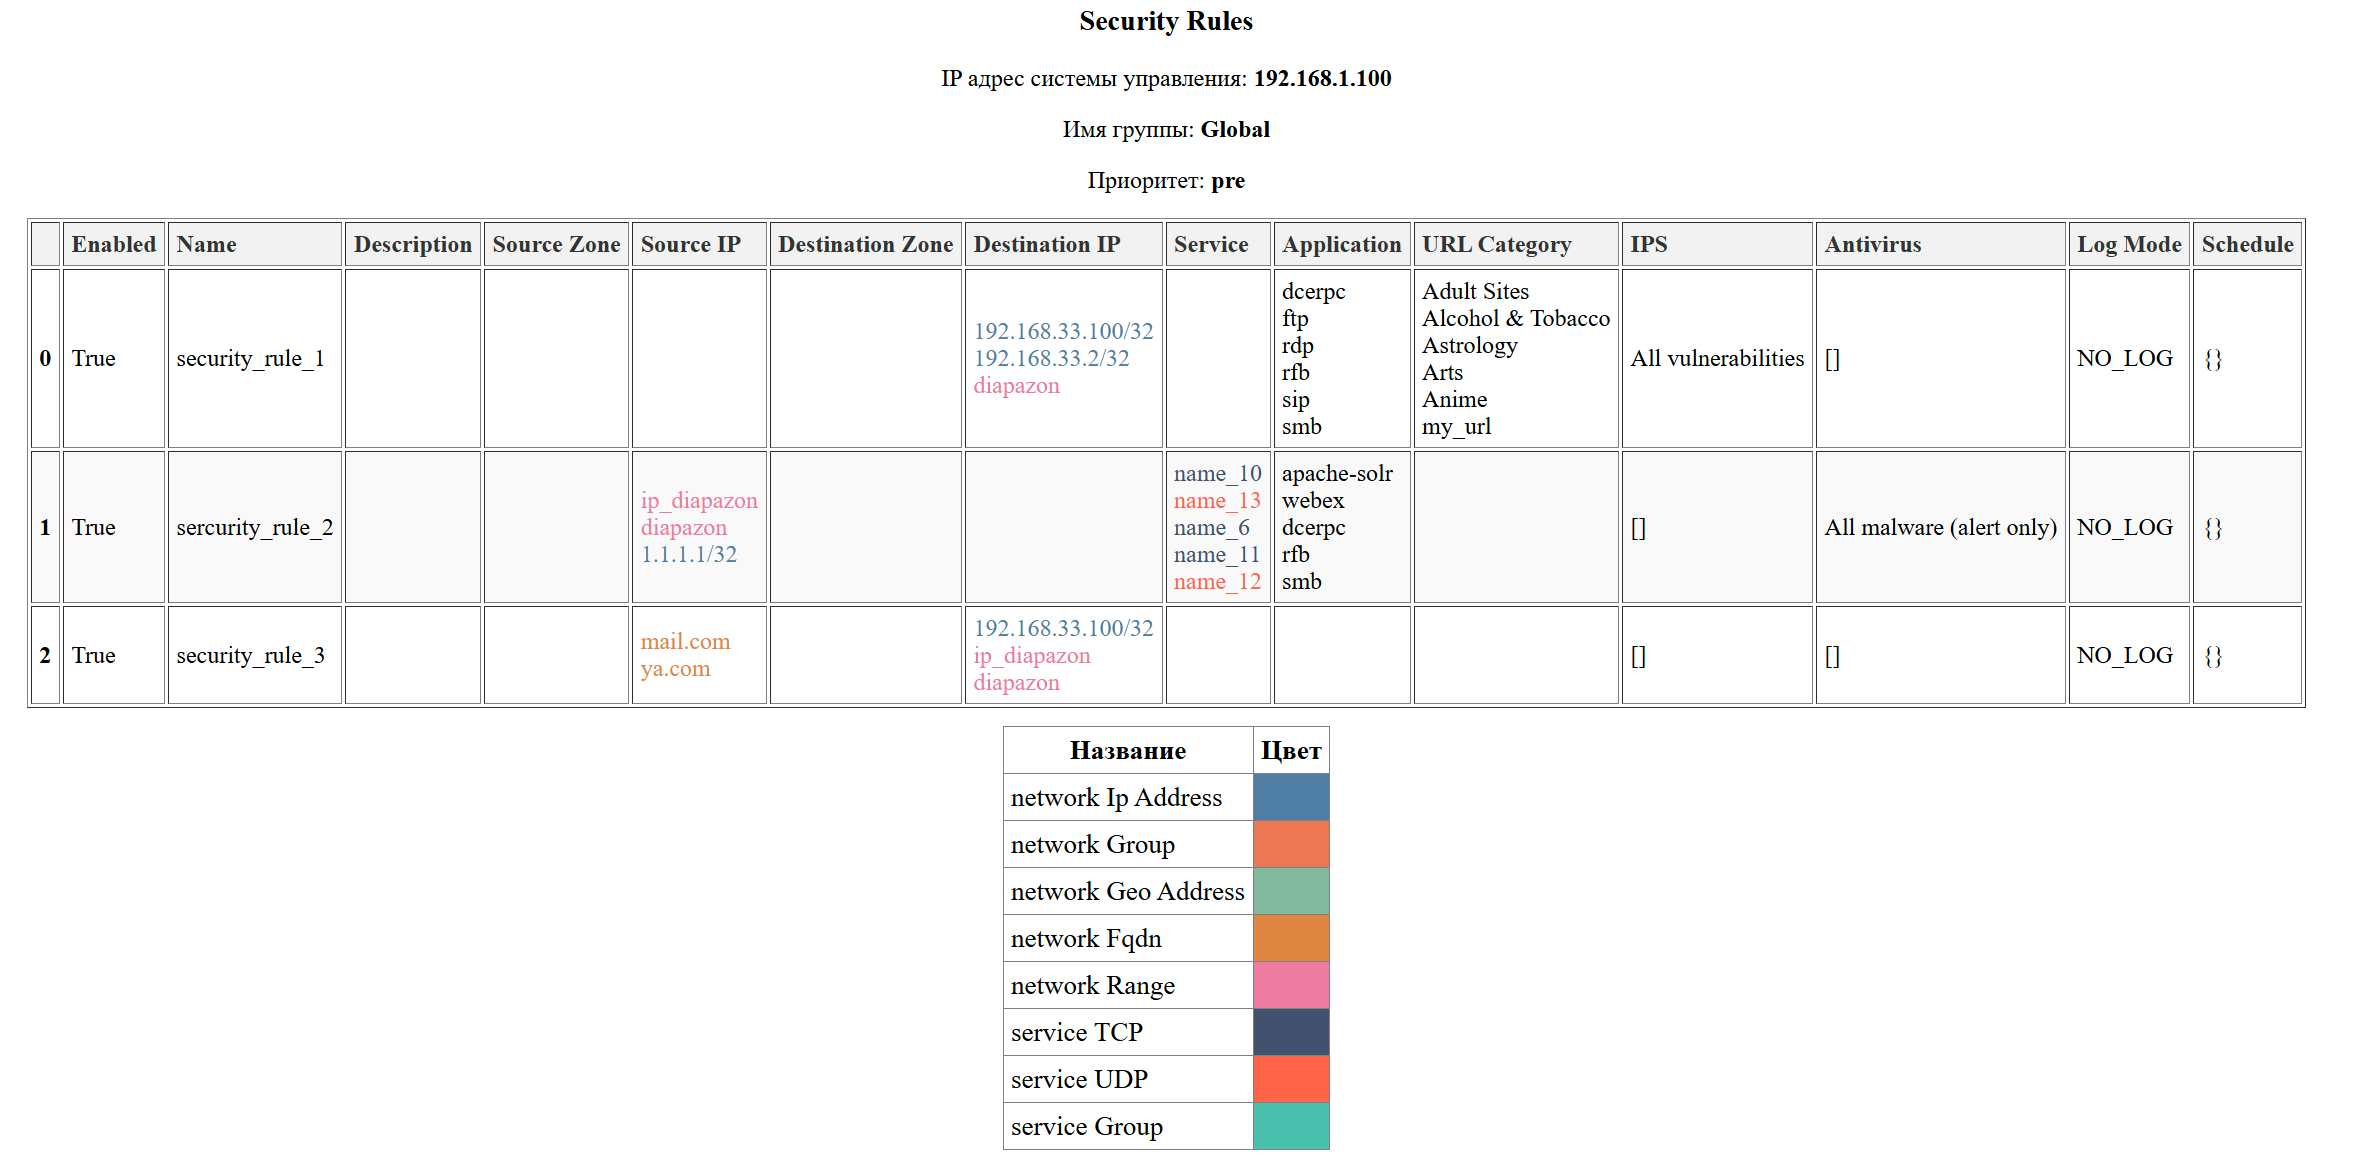 Security Rules
IP адрес системы управления: 192.168.1.100
Имя группы: Global
Приоритет: pre
Enabled Name Description Source Zone Source IP Destination Zone Destination IP Service Application URL Category IPS Antivirus Log Mode Schedule
0 True security_rule_1 192.168.33.100/32 192.168.33.2/32 diapazon dcerpc ftp rdp rfb sip smb Adult Sites Alcohol & Tobacco Astrology Arts Anime my_url All vulnerabilities [] NO_LOG {}
1 True sercurity_rule_2 ip_diapazon diapazon 1.1.1.1/32 name_10 name_13 name_6 name_11 name_12 apache-solr webex dcerpc rfb smb [] All malware (alert only) NO_LOG {}
2 True security_rule_3 mail.com ya.com 192.168.33.100/32 ip_diapazon diapazon [] [] NO_LOG {}
Название Цвет
network Ip Address
network Group
network Geo Address
network Fqdn
network Range
service TCP
service UDP
service Group